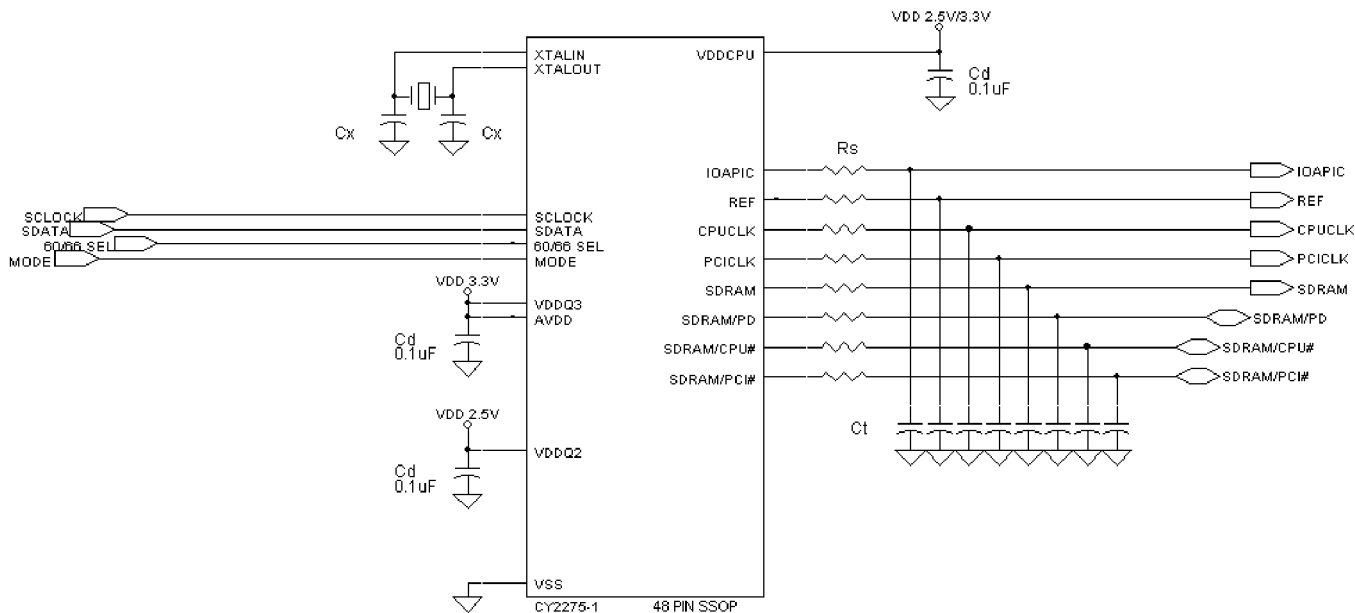 VDD 2.5V/3.3V
XTALIN
XTALOUT
VDDCPU
Cd
0.1uF
Cx
Cx
Rs
IOAPIC
IOAPIC
REF
REF
SCLOCK
SCLOCK
CPUCLK
CPUCLK
SDATA
SDATA
60/66 SEL
60/66 SEL
MODE
MODE
PCICLK
PCICLK
VDD 3.3V
SDRAM
SDRAM
VDDQ3
AVDD
SDRAM/PD
SDRAM/PD
Cd
0.1uF
SDRAM/CPU#
SDRAM/CPU#
SDRAM/PCI#
SDRAM/PCI#
VDD 2.5V
Ct
VDDQ2
Cd
0.1uF
VSS
CY2275-1
48 PIN SSOP